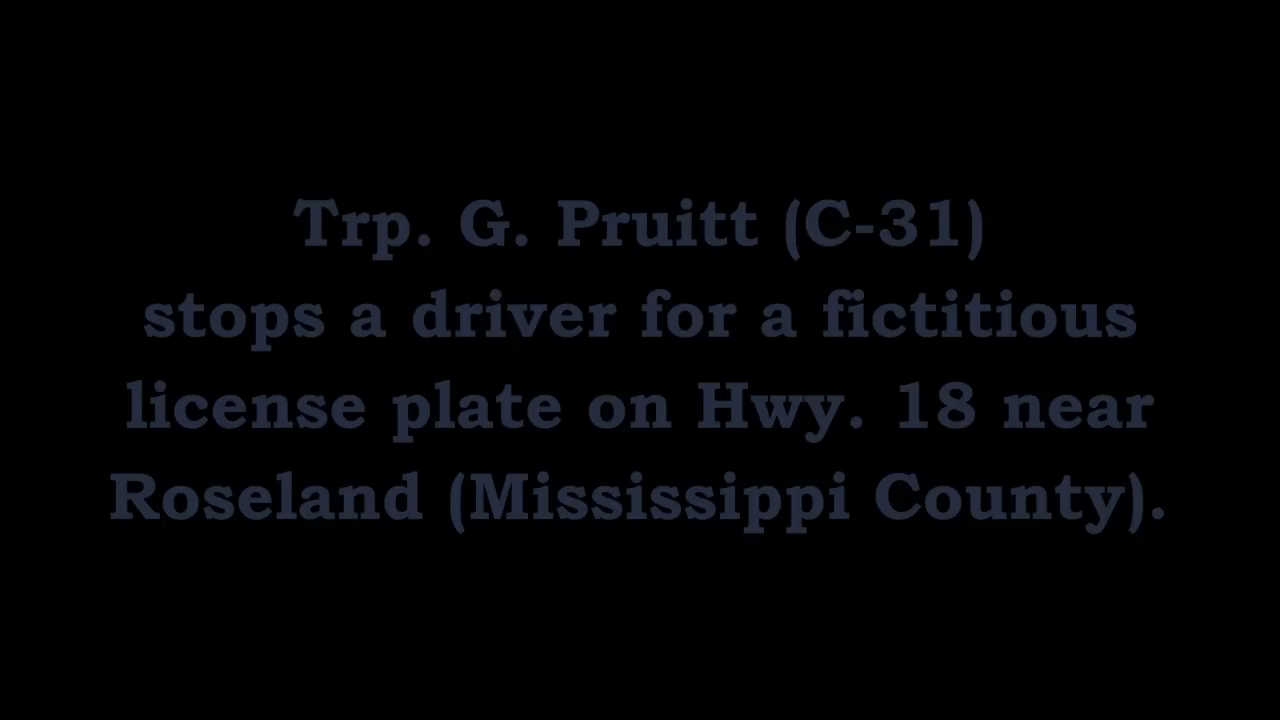 Trp. G. Pruitt (C-31)
stops a driver for a fictitious
license plate on Hwy. 18 near
Roseland (Mississippi County).